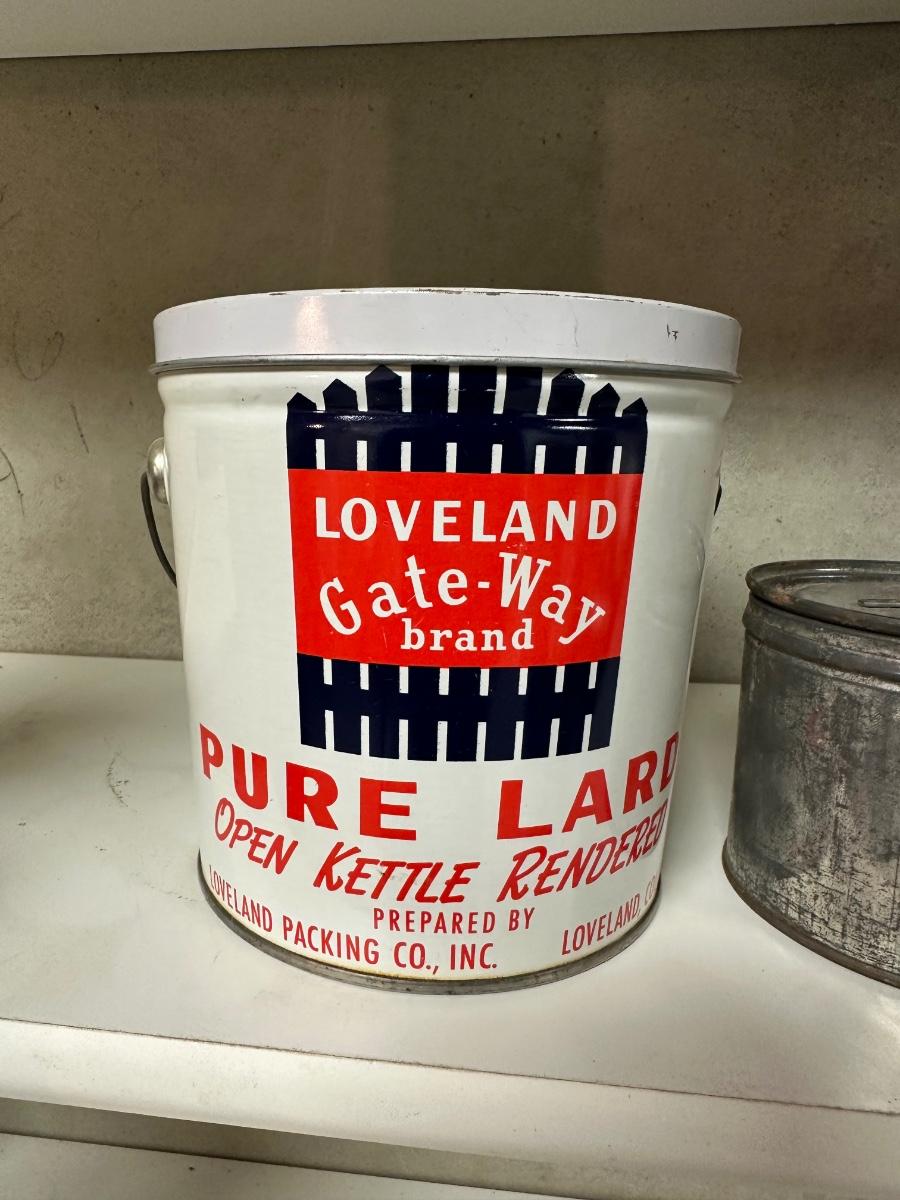 LOVELAND
Gate-Way
brand
PURE LARD
OPEN KETTLE RENDERED
PREPARED BY
LOVELAND PACKING CO., INC. LOVELAND,